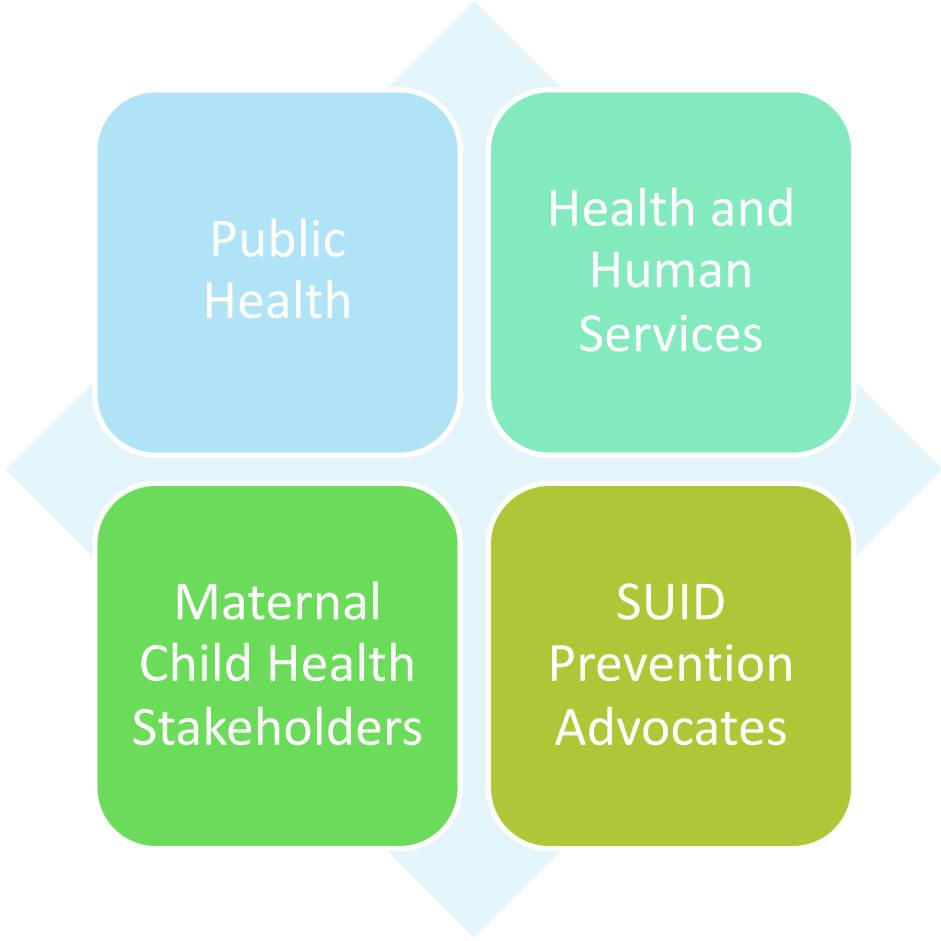 Public
Health
Health and
Human
Services
Maternal
Child Health
Stakeholders
SUID
Prevention
Advocates